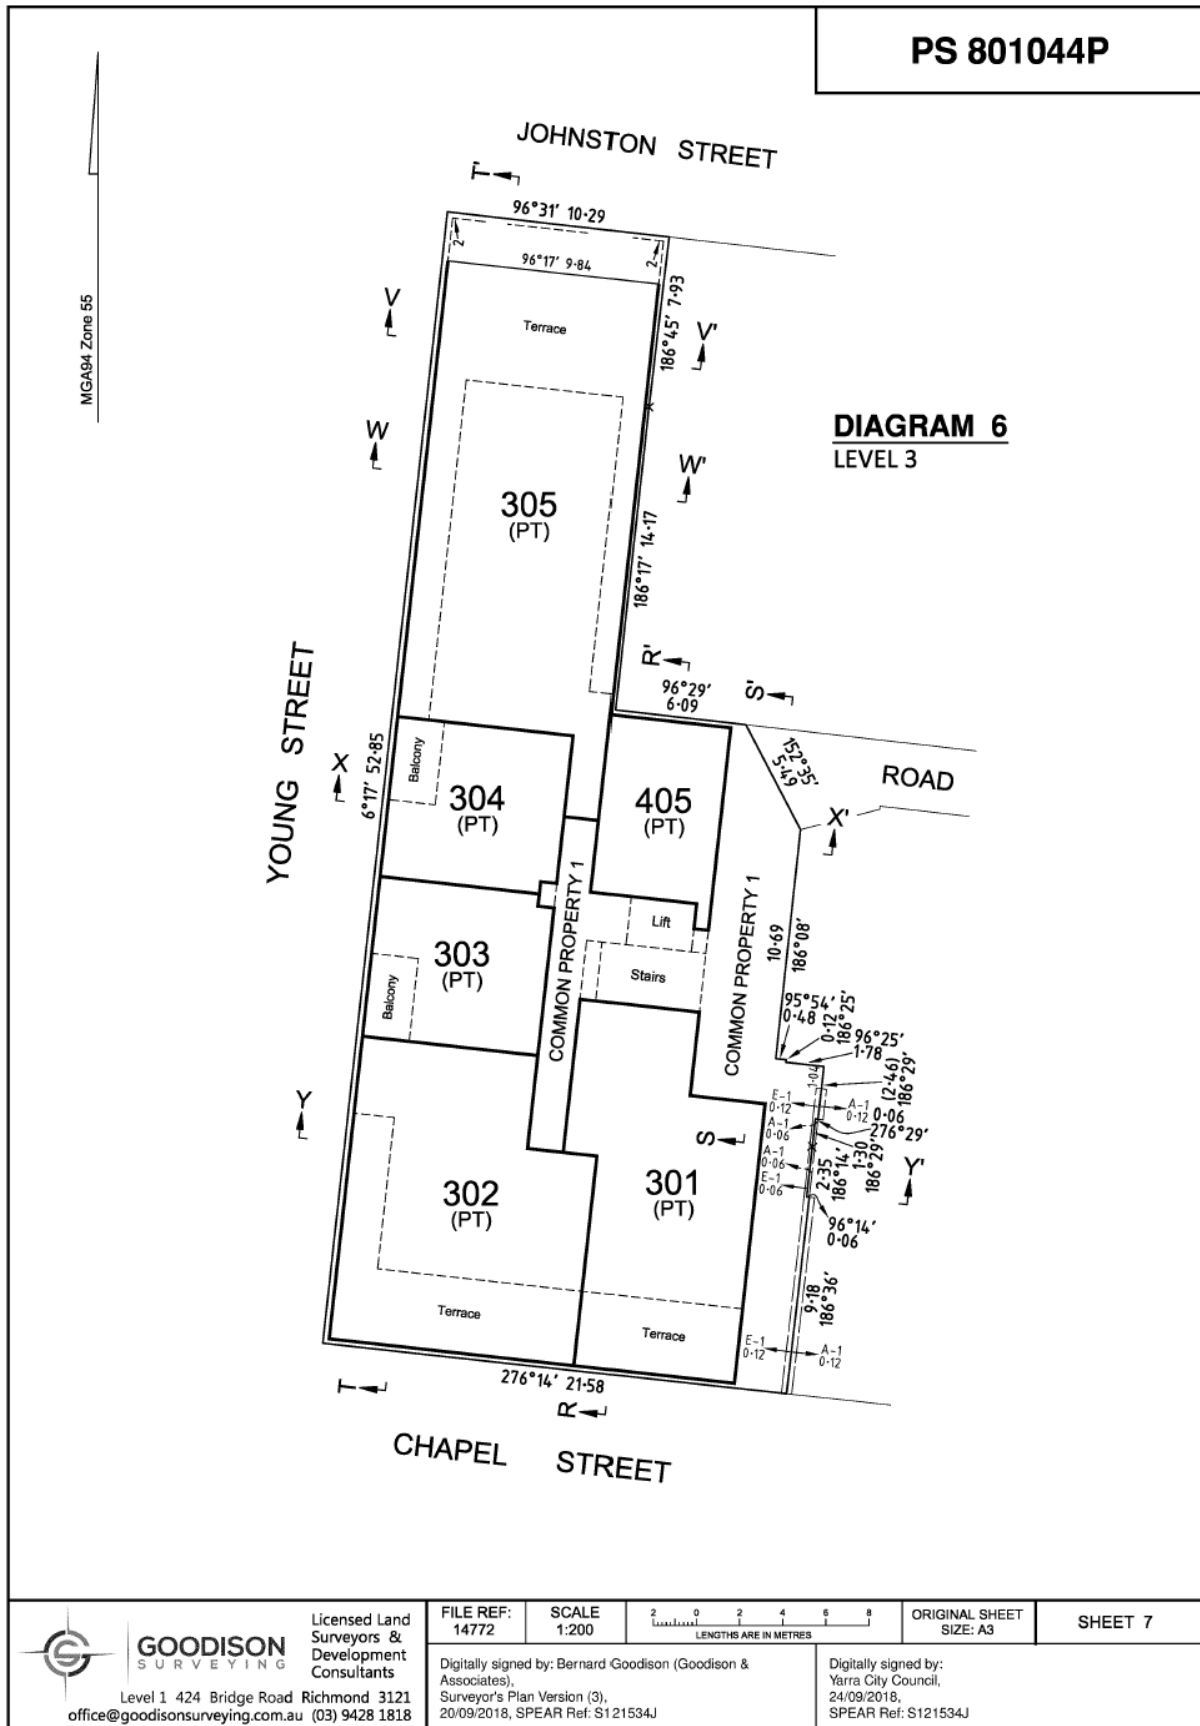 PS 801044P
MGA94 Zone 55
JOHNSTON STREET
T'
96°31' 10·29
2
2
96°17' 9·84
Terrace
186°45' 7·93
V
V'
W
W'
DIAGRAM 6
LEVEL 3
305
(PT)
186°17' 14·17
R'
S'
96°29'
6·09
152°35'
5·49
ROAD
YOUNG STREET
6°17' 52·85
X
X'
Balcony
304
(PT)
405
(PT)
COMMON PROPERTY 1
COMMON PROPERTY 1
Lift
Stairs
303
(PT)
Balcony
10·69
186°08'
95°54'
0·48
0·12
186°25'
96°25'
1·78
1·04
(2·46)
186°29'
E-1
0·12
A-1
0·12
0·06
276°29'
A-1
0·06
1·30
186°29'
2·35
186°14'
A-1
0·06
E-1
0·06
Y
Y'
S
96°14'
0·06
302
(PT)
301
(PT)
9·18
186°36'
Terrace
Terrace
E-1
0·12
A-1
0·12
T
276°14' 21·58
R
CHAPEL STREET
GOODISON
SURVEYING
Licensed Land
Surveyors &
Development
Consultants
Level 1 424 Bridge Road Richmond 3121
office@goodisonsurveying.com.au (03) 9428 1818
FILE REF:
14772
SCALE
1:200
2 0 2 4 6 8
LENGTHS ARE IN METRES
ORIGINAL SHEET
SIZE: A3
SHEET 7
Digitally signed by: Bernard Goodison (Goodison &
Associates),
Surveyor's Plan Version (3),
20/09/2018, SPEAR Ref: S121534J
Digitally signed by:
Yarra City Council,
24/09/2018,
SPEAR Ref: S121534J